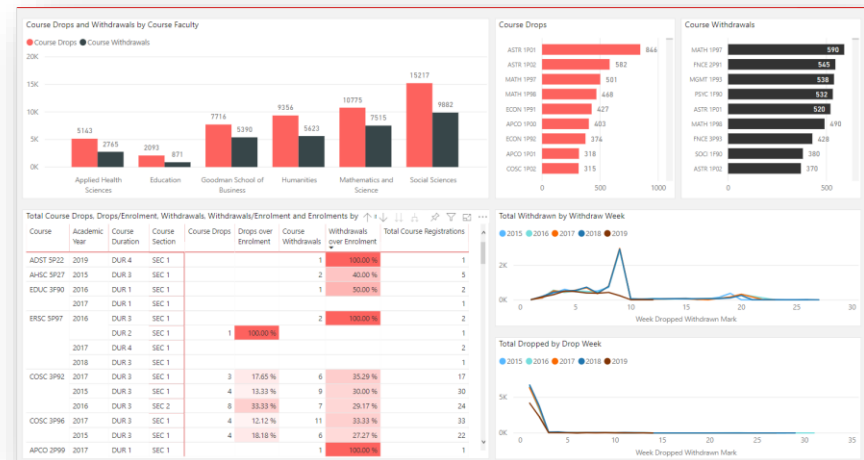 Course Drops and Withdrawals by Course Faculty
Course Drops Course Withdrawals
20K
15K
10K
5K
0K
5143
2765
2093
871
7716
5390
9356
5623
10775
7515
15217
9882
Applied Health Sciences
Education
Goodman School of Business
Humanities
Mathematics and Science
Social Sciences
Course Drops
ASTR 1P01 844
ASTR 1P02 582
MATH 1P97 501
MATH 1P98 468
ECON 1P91 427
APCO 1P00 403
ECON 1P92 374
APCO 1P01 318
COSC 1P02 315
0 500 1000
Course Withdrawals
MATH 1P97 590
FNCE 2P91 545
MGMT 1P93 538
PSYC 1F90 532
ASTR 1P01 520
MATH 1P98 490
FNCE 3P93 428
SOCI 1F90 380
ASTR 1P02 370
0 500
Total Course Drops, Drops/Enrolment, Withdrawals, Withdrawals/Enrolment and Enrolments by
Course Academic Year Course Duration Course Section Course Drops Drops over Enrolment Course Withdrawals Withdrawals over Enrolment Total Course Registrations
ADST 5P22 2019 DUR 4 SEC 1 1 100.00 % 1
AHSC 5P27 2015 DUR 3 SEC 1 2 40.00 % 5
EDUC 3F90 2016 DUR 1 SEC 1 1 50.00 % 2
2017 DUR 1 SEC 1 1
ERSC 5P97 2016 DUR 3 SEC 1 2 100.00 % 2
DUR 2 SEC 1 1 100.00 % 1
2017 DUR 4 SEC 1 2
2018 DUR 3 SEC 1 1
COSC 3P92 2017 DUR 3 SEC 1 3 17.65 % 6 35.29 % 17
2015 DUR 3 SEC 1 4 13.33 % 9 30.00 % 30
2016 DUR 3 SEC 2 8 33.33 % 7 29.17 % 24
COSC 3P96 2017 DUR 3 SEC 1 4 12.12 % 11 33.33 % 33
2015 DUR 3 SEC 1 4 18.18 % 6 27.27 % 22
APCO 2P99 2017 DUR 1 SEC 1 1 100.00 % 1
Total Withdrawn by Withdraw Week
2015 2016 2017 2018 2019
2K
0K
0 5 10 15 20 25 30
Week Dropped Withdrawn Mark
Total Dropped by Drop Week
2015 2016 2017 2018 2019
5K
0K
0 5 10 15 20 25 30 35
Week Dropped Withdrawn Mark